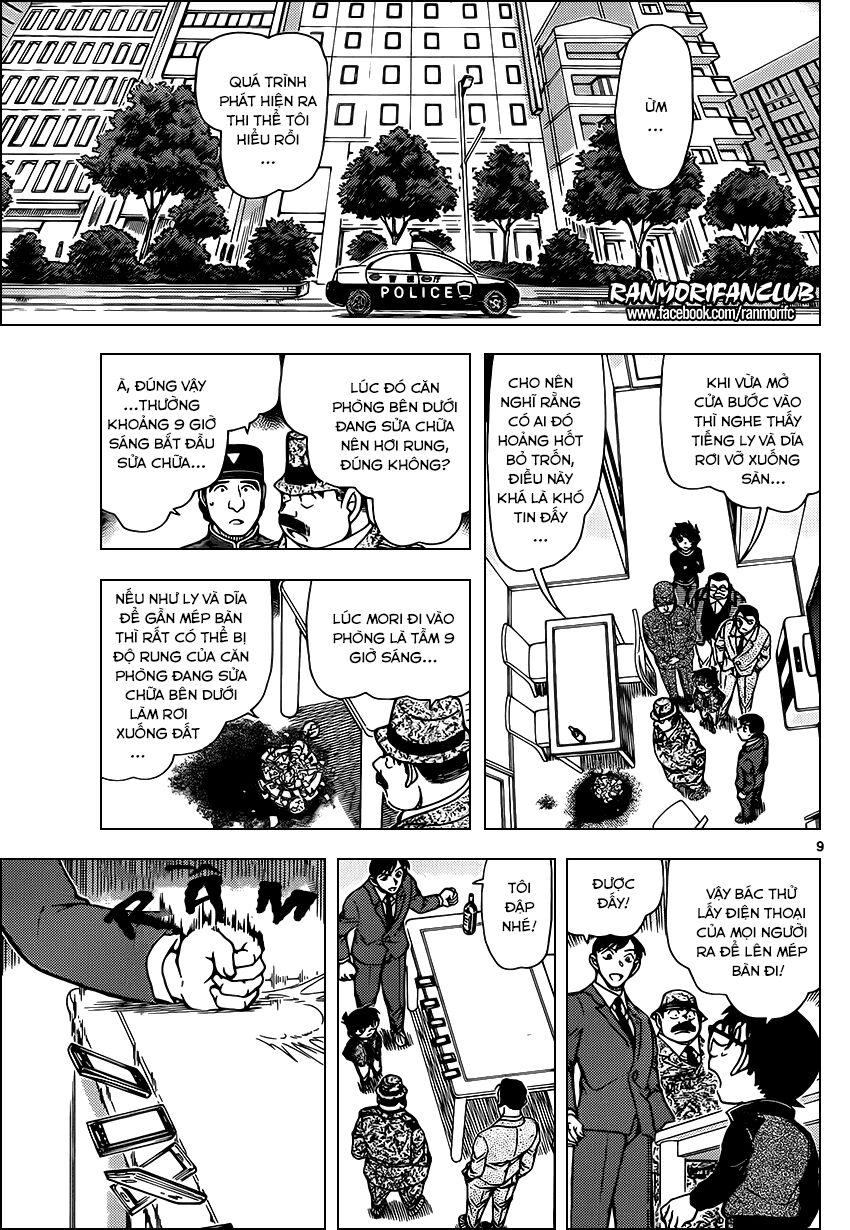 ỪM
...
QUÁ TRÌNH
PHÁT HIỆN RA
THI THỂ TÔI
HIỂU RỒI
...
POLICE
RANMORIFANCLUB
www.facebook.com/ranmorifc
KHI VỪA MỞ
CỬA BƯỚC VÀO
THÌ NGHE THẤY
TIẾNG LY VÀ DĨA
RƠI VỠ XUỐNG
SÀN...
CHO NÊN
NGHĨ RẰNG
CÓ AI ĐÓ
HOẢNG HỐT
BỎ TRỐN,
ĐIỀU NÀY
KHÁ LÀ KHÓ
TIN ĐẤY
...
LÚC ĐÓ CĂN
PHÒNG BÊN DƯỚI
ĐANG SỬA CHỮA
NÊN HƠI RUNG,
ĐÚNG KHÔNG?
À, ĐÚNG VẬY
...THƯỜNG
KHOẢNG 9 GIỜ
SÁNG BẮT ĐẦU
SỬA CHỮA...
LÚC MORI ĐI VÀO
PHÒNG LÀ TẦM 9
GIỜ SÁNG...
NẾU NHƯ LY VÀ DĨA
ĐỂ GẦN MÉP BÀN
THÌ RẤT CÓ THỂ BỊ
ĐỘ RUNG CỦA CĂN
PHÒNG ĐANG SỬA
CHỮA BÊN DƯỚI
LÀM RƠI
XUỐNG ĐẤT
...
9
VẬY BÁC THỬ
LẤY ĐIỆN THOẠI
CỦA MỌI NGƯỜI
RA ĐỂ LÊN MÉP
BÀN ĐI!
ĐƯỢC
ĐẤY!
TÔI
ĐẬP
NHÉ!
RẦM